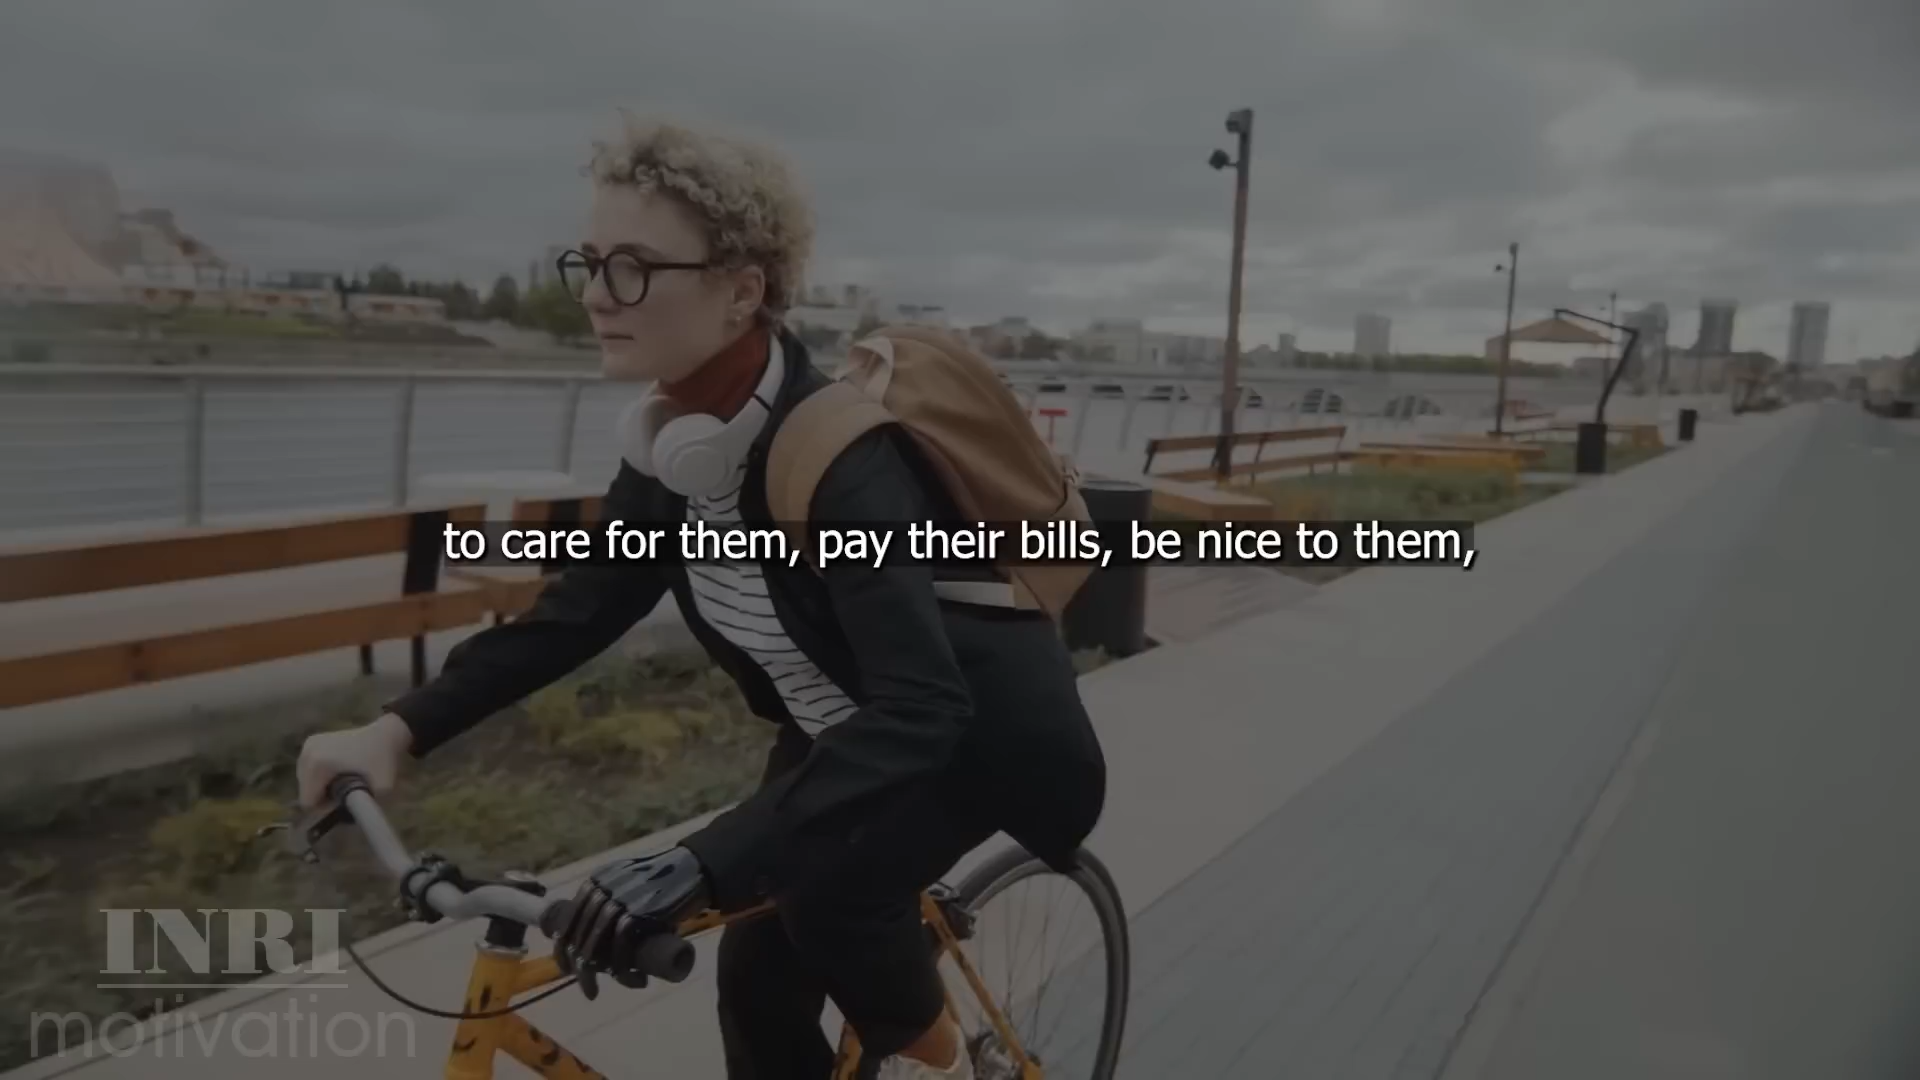 to care for them, pay their bills, be nice to them,
INRI
motivation